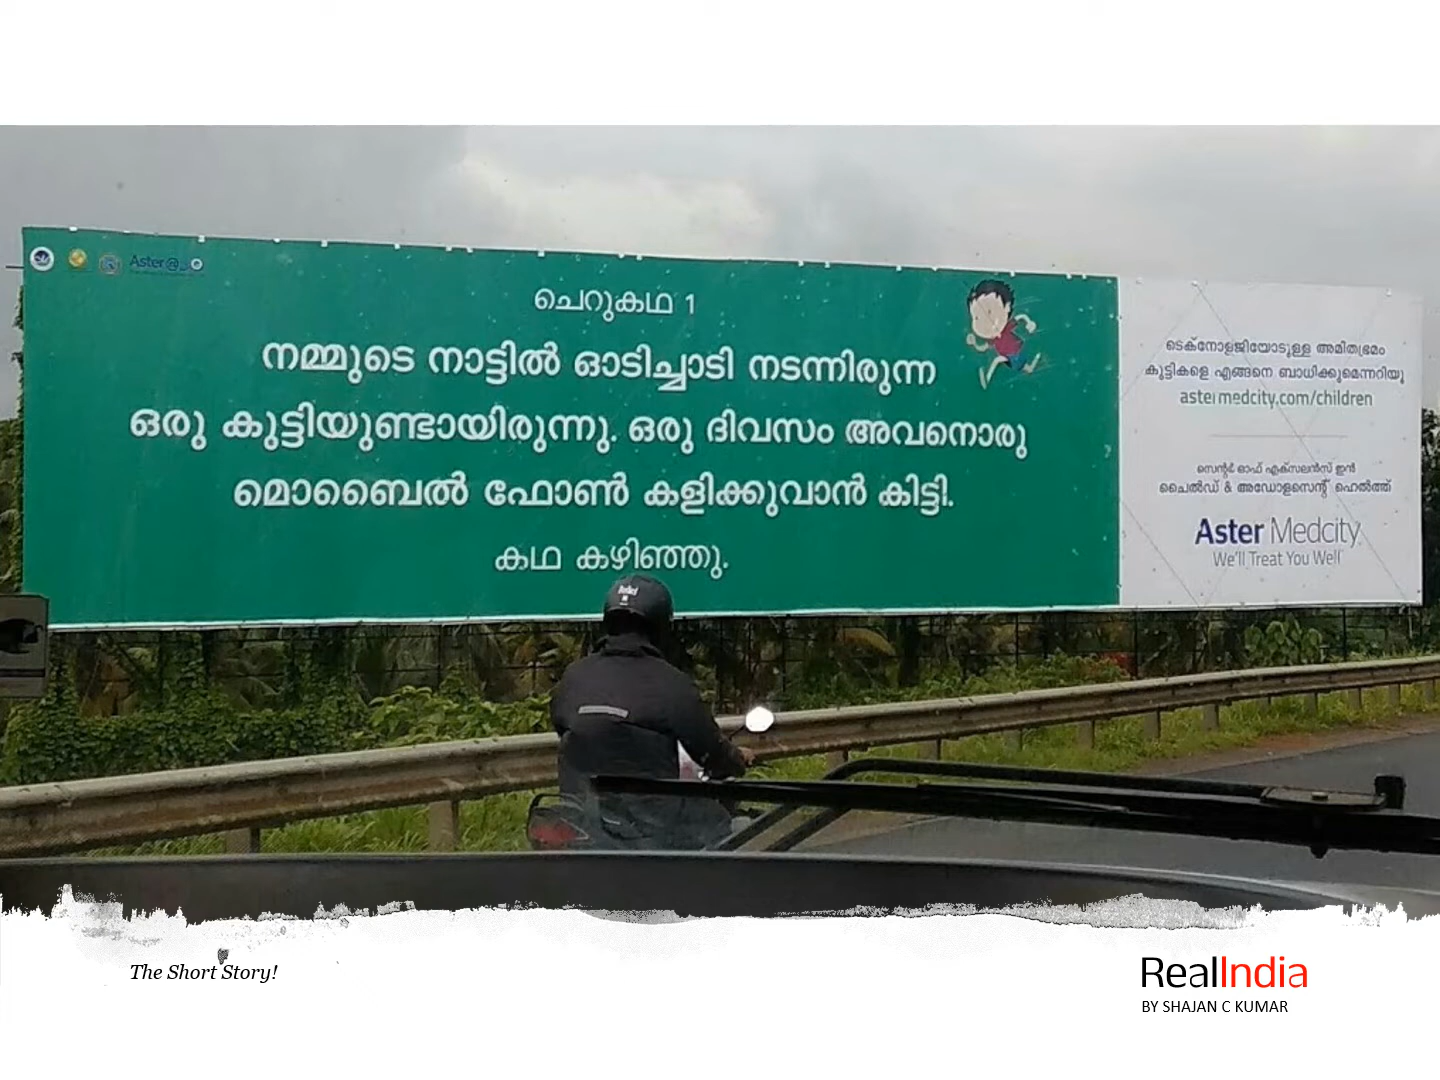 Aster@
ചെറുകഥ 1
നമ്മുടെ നാട്ടിൽ ഓടിച്ചാടി നടന്നിരുന്ന
ഒരു കുട്ടിയുണ്ടായിരുന്നു. ഒരു ദിവസം അവനൊരു
മൊബൈൽ ഫോൺ കളിക്കുവാൻ കിട്ടി.
കഥ കഴിഞ്ഞു.
ടെക്നോളജിയോടുള്ള അമിതഭ്രമം
കുട്ടികളെ എങ്ങനെ ബാധിക്കുമെന്നറിയൂ
astermedcity.com/children
സെന്റർ ഓഫ് എക്സലൻസ് ഇൻ
ചൈൽഡ് & അഡോളസെന്റ് ഹെൽത്ത്
Aster Medcity
We'll Treat You Well
The Short Story!
RealIndia
BY SHAJAN C KUMAR